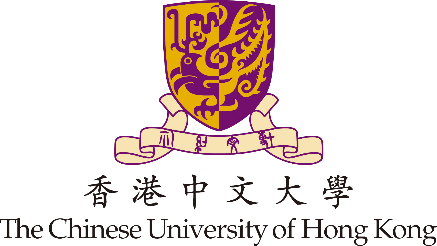 香港中文大學
The Chinese University of Hong Kong